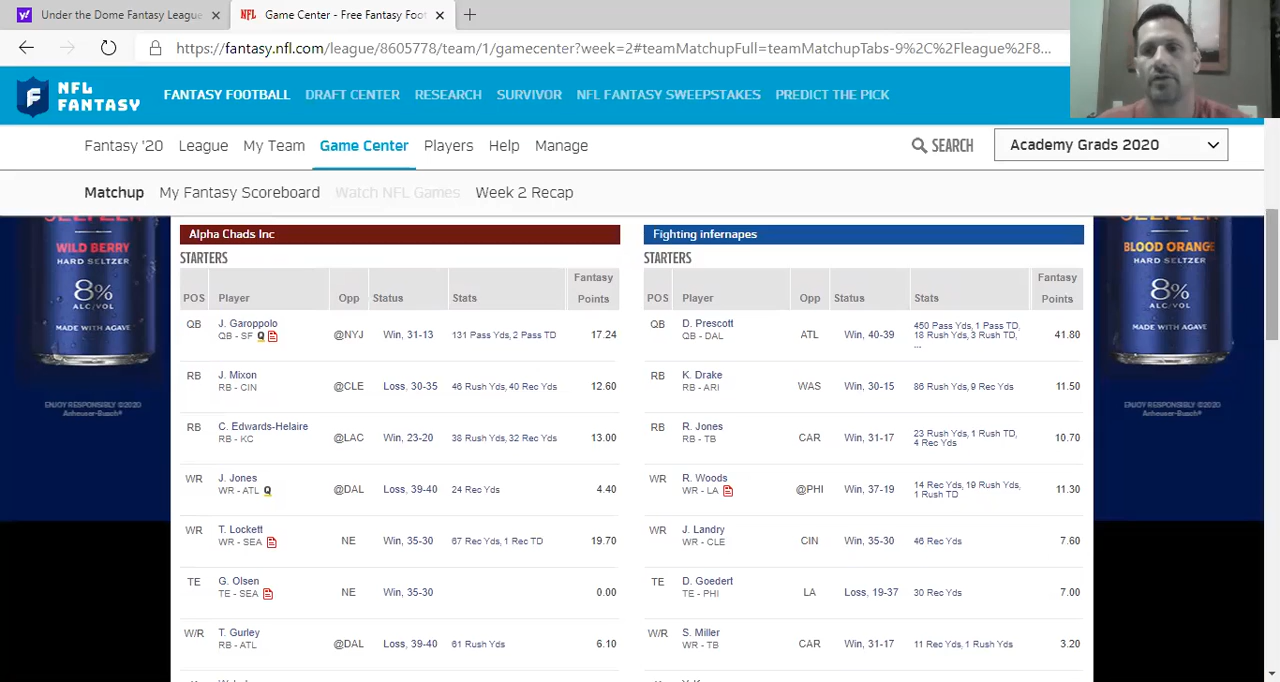 Under the Dome Fantasy League
Game Center - Free Fantasy Foot
https://fantasy.nfl.com/league/8605778/team/1/gamecenter?week=2#teamMatchupFull=teamMatchupTabs-9%2C%2Fleague%2F8...
NFL FANTASY
FANTASY FOOTBALL DRAFT CENTER RESEARCH SURVIVOR NFL FANTASY SWEEPSTAKES PREDICT THE PICK
Fantasy '20 League My Team Game Center Players Help Manage
SEARCH
Academy Grads 2020
Matchup My Fantasy Scoreboard Watch NFL Games Week 2 Recap
SELTZER
WILD BERRY
HARD SELTZER
8% ALC/VOL
MADE WITH AGAVE
ENJOY RESPONSIBLY ©2020
Anheuser-Busch®
Alpha Chads Inc
STARTERS
POS Player Opp Status Stats Fantasy Points
QB J. Garoppolo @NYJ Win, 31-13 131 Pass Yds, 2 Pass TD 17.24
QB - SF Q
RB J. Mixon @CLE Loss, 30-35 46 Rush Yds, 40 Rec Yds 12.60
RB - CIN
RB C. Edwards-Helaire @LAC Win, 23-20 38 Rush Yds, 32 Rec Yds 13.00
RB - KC
WR J. Jones @DAL Loss, 39-40 24 Rec Yds 4.40
WR - ATL Q
WR T. Lockett NE Win, 35-30 67 Rec Yds, 1 Rec TD 19.70
WR - SEA
TE G. Olsen NE Win, 35-30 0.00
TE - SEA
W/R T. Gurley @DAL Loss, 39-40 61 Rush Yds 6.10
RB - ATL
Fighting infernapes
STARTERS
POS Player Opp Status Stats Fantasy Points
QB D. Prescott ATL Win, 40-39 450 Pass Yds, 1 Pass TD, 41.80
QB - DAL 18 Rush Yds, 3 Rush TD,
...
RB K. Drake WAS Win, 30-15 86 Rush Yds, 9 Rec Yds 11.50
RB - ARI
RB R. Jones CAR Win, 31-17 23 Rush Yds, 1 Rush TD, 10.70
RB - TB 4 Rec Yds
WR R. Woods @PHI Win, 37-19 14 Rec Yds, 19 Rush Yds, 11.30
WR - LA 1 Rush TD
WR J. Landry CIN Win, 35-30 46 Rec Yds 7.60
WR - CLE
TE D. Goedert LA Loss, 19-37 30 Rec Yds 7.00
TE - PHI
W/R S. Miller CAR Win, 31-17 11 Rec Yds, 1 Rush Yds 3.20
WR - TB
BLOOD ORANGE
HARD SELTZER
8% ALC/VOL
MADE WITH AGAVE
ENJOY RESPONSIBLY ©2020
Anheuser-Busch®